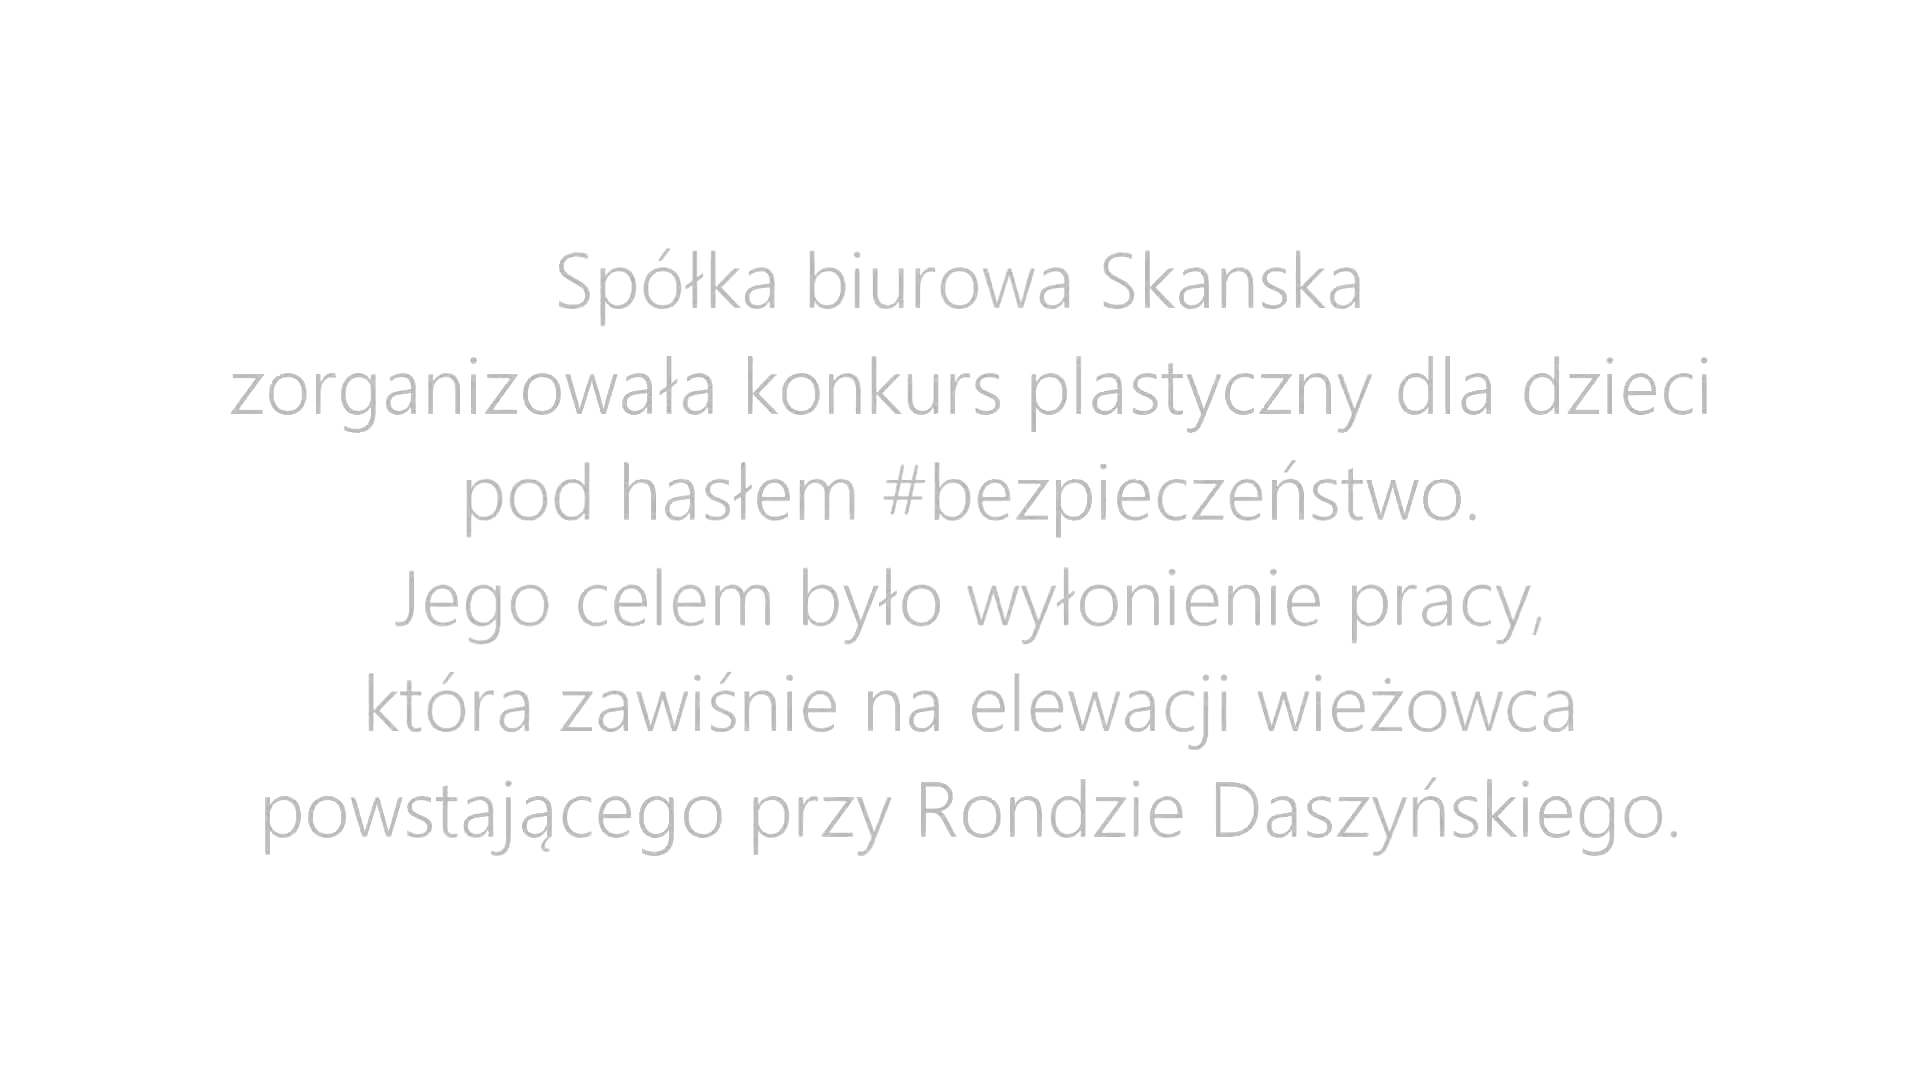 Spółka biurowa Skanska
zorganizowała konkurs plastyczny dla dzieci
pod hasłem #bezpieczeństwo.
Jego celem było wyłonienie pracy,
która zawiśnie na elewacji wieżowca
powstającego przy Rondzie Daszyńskiego.